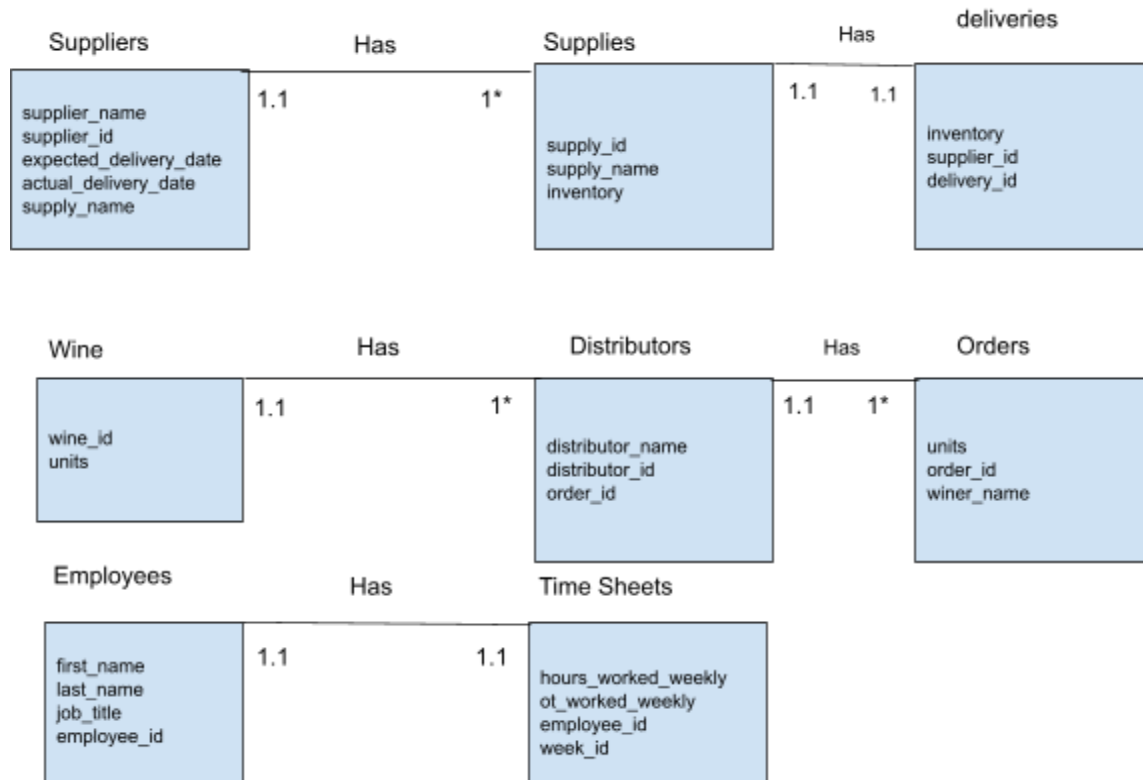 Suppliers
Has
Supplies
Has
deliveries
supplier_name
supplier_id
expected_delivery_date
actual_delivery_date
supply_name
1.1
1*
supply_id
supply_name
inventory
1.1
1.1
inventory
supplier_id
delivery_id
Wine
Has
Distributors
Has
Orders
wine_id
units
1.1
1*
distributor_name
distributor_id
order_id
1.1
1*
units
order_id
winer_name
Employees
Has
Time Sheets
first_name
last_name
job_title
employee_id
1.1
1.1
hours_worked_weekly
ot_worked_weekly
employee_id
week_id